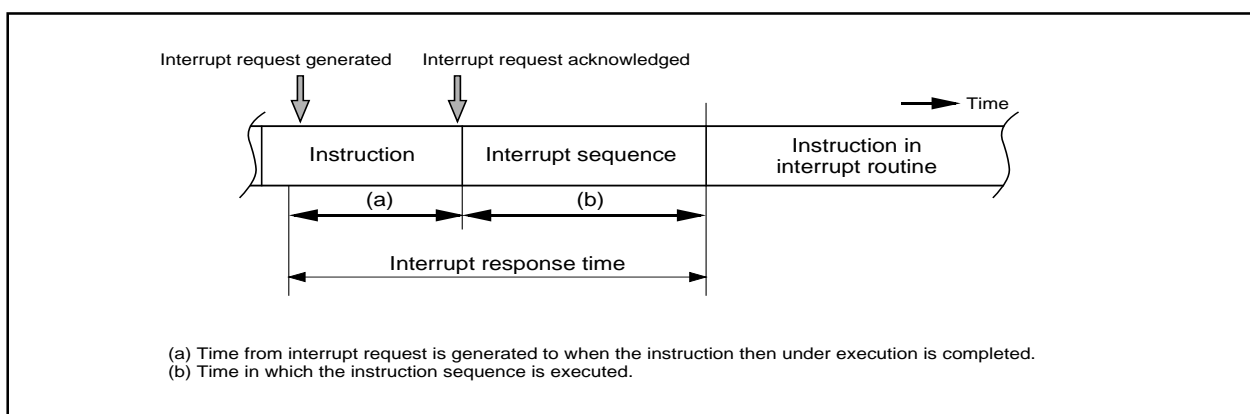 Interrupt request generated
Interrupt request acknowledged
Time
Instruction
Interrupt sequence
Instruction in
interrupt routine
(a)
(b)
Interrupt response time
(a) Time from interrupt request is generated to when the instruction then under execution is completed.
(b) Time in which the instruction sequence is executed.